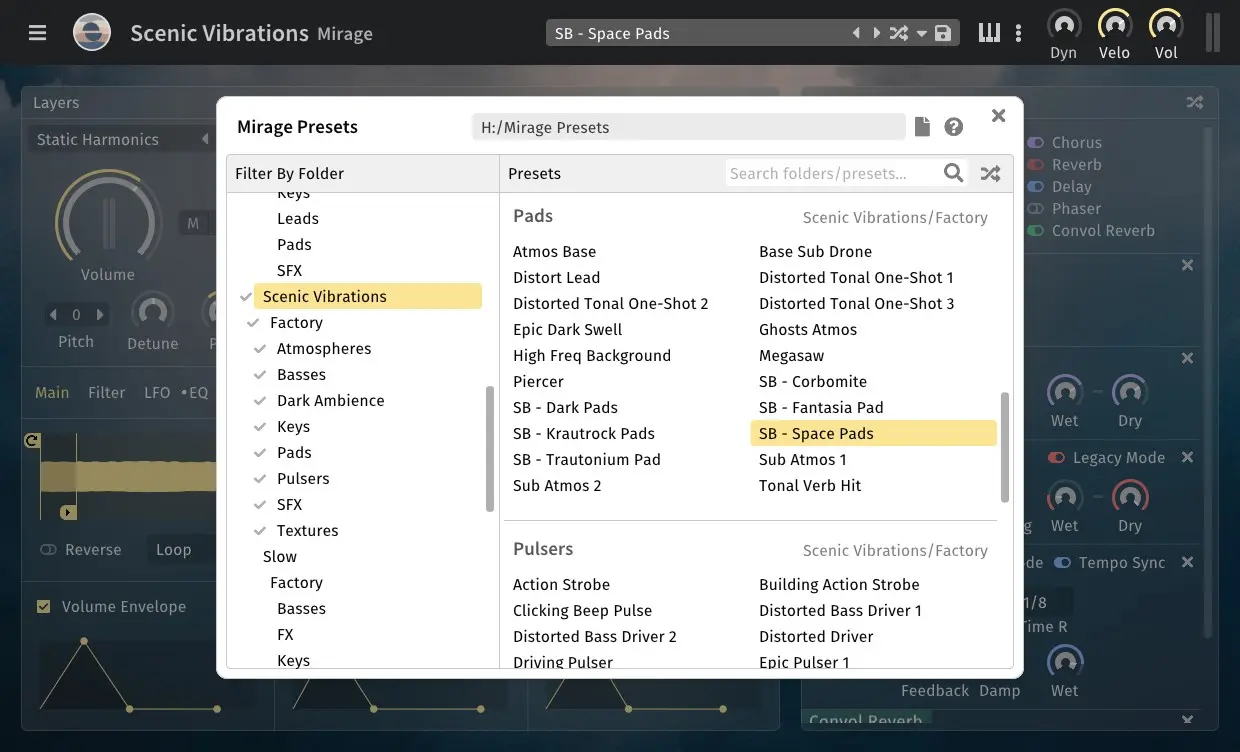 Scenic Vibrations Mirage
SB - Space Pads
Dyn Velo Vol
Layers
Static Harmonics
M
Volume
0
Pitch
Detune
Main Filter LFO •EQ
Reverse Loop
Volume Envelope
Mirage Presets
H:/Mirage Presets
Filter By Folder
Keys
Leads
Pads
SFX
Scenic Vibrations
Factory
Atmospheres
Basses
Dark Ambience
Keys
Pads
Pulsers
SFX
Textures
Slow
Factory
Basses
FX
Keys
Presets
Search folders/presets...
Pads Scenic Vibrations/Factory
Atmos Base Base Sub Drone
Distort Lead Distorted Tonal One-Shot 1
Distorted Tonal One-Shot 2 Distorted Tonal One-Shot 3
Epic Dark Swell Ghosts Atmos
High Freq Background Megasaw
Piercer SB - Corbomite
SB - Dark Pads SB - Fantasia Pad
SB - Krautrock Pads SB - Space Pads
SB - Trautonium Pad Sub Atmos 1
Sub Atmos 2 Tonal Verb Hit
Pulsers Scenic Vibrations/Factory
Action Strobe Building Action Strobe
Clicking Beep Pulse Distorted Bass Driver 1
Distorted Bass Driver 2 Distorted Driver
Driving Pulser Epic Pulser 1
Chorus
Reverb
Delay
Phaser
Convol Reverb
Wet Dry
Legacy Mode
g Wet Dry
de Tempo Sync
1/8
Time R
Feedback Damp Wet
Convol Reverb